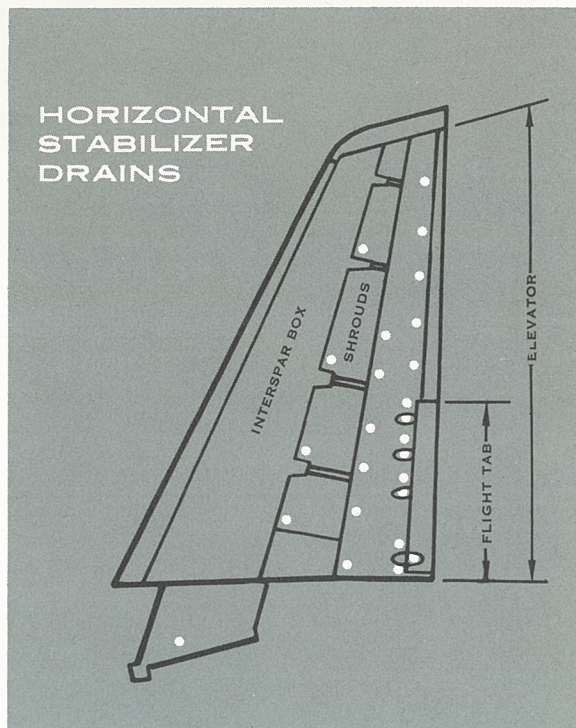 HORIZONTAL
STABILIZER
DRAINS
INTERSPAR BOX
SHROUDS
ELEVATOR
FLIGHT TAB